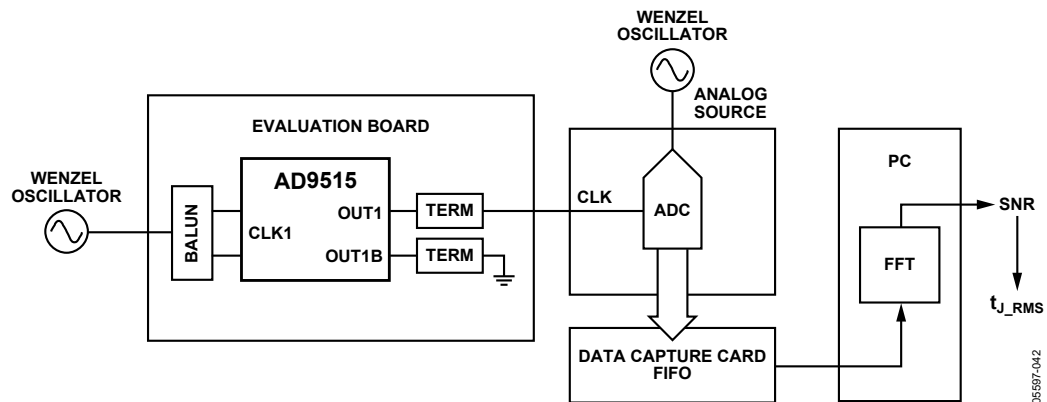 WENZEL
OSCILLATOR
ANALOG
SOURCE
EVALUATION BOARD
PC
WENZEL
OSCILLATOR
BALUN
AD9515
CLK1
OUT1
OUT1B
TERM
TERM
CLK
ADC
FFT
SNR
tJ_RMS
DATA CAPTURE CARD
FIFO
05597-042